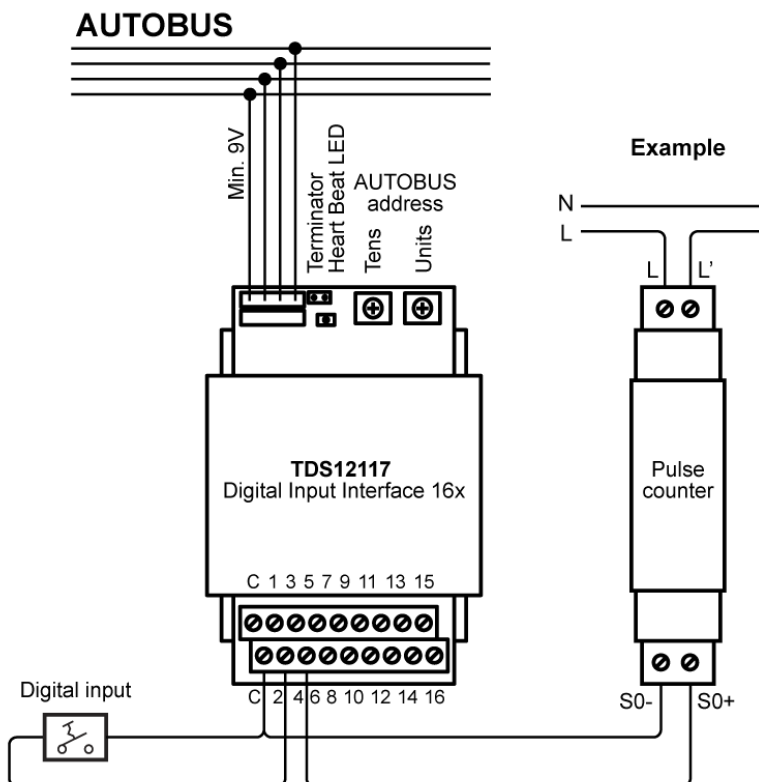 AUTOBUS
Min. 9V
Terminator
Heart Beat LED
AUTOBUS
address
Tens
Units
Example
N
L
L L’
TDS12117
Digital Input Interface 16x
Pulse
counter
C 1 3 5 7 9 11 13 15
C 2 4 6 8 10 12 14 16
Digital input
S0- S0+